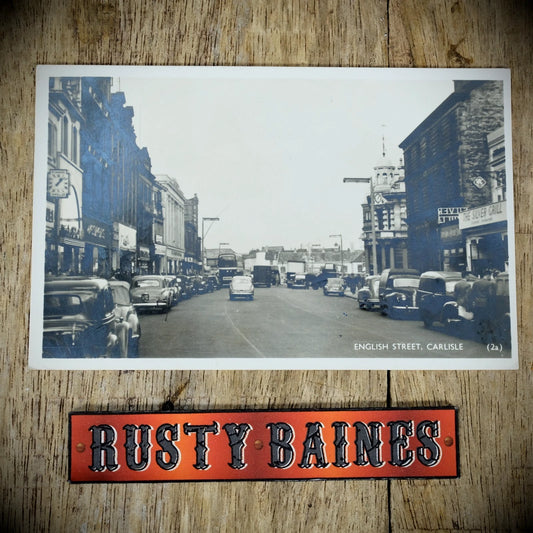 THE SILVER GRILL
ENGLISH STREET, CARLISLE
(2a)
RUSTY BAINES